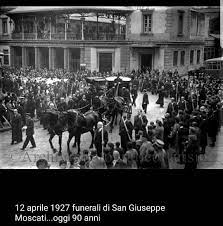 12 aprile 1927 funerali di San Giuseppe
Moscati...oggi 90 anni